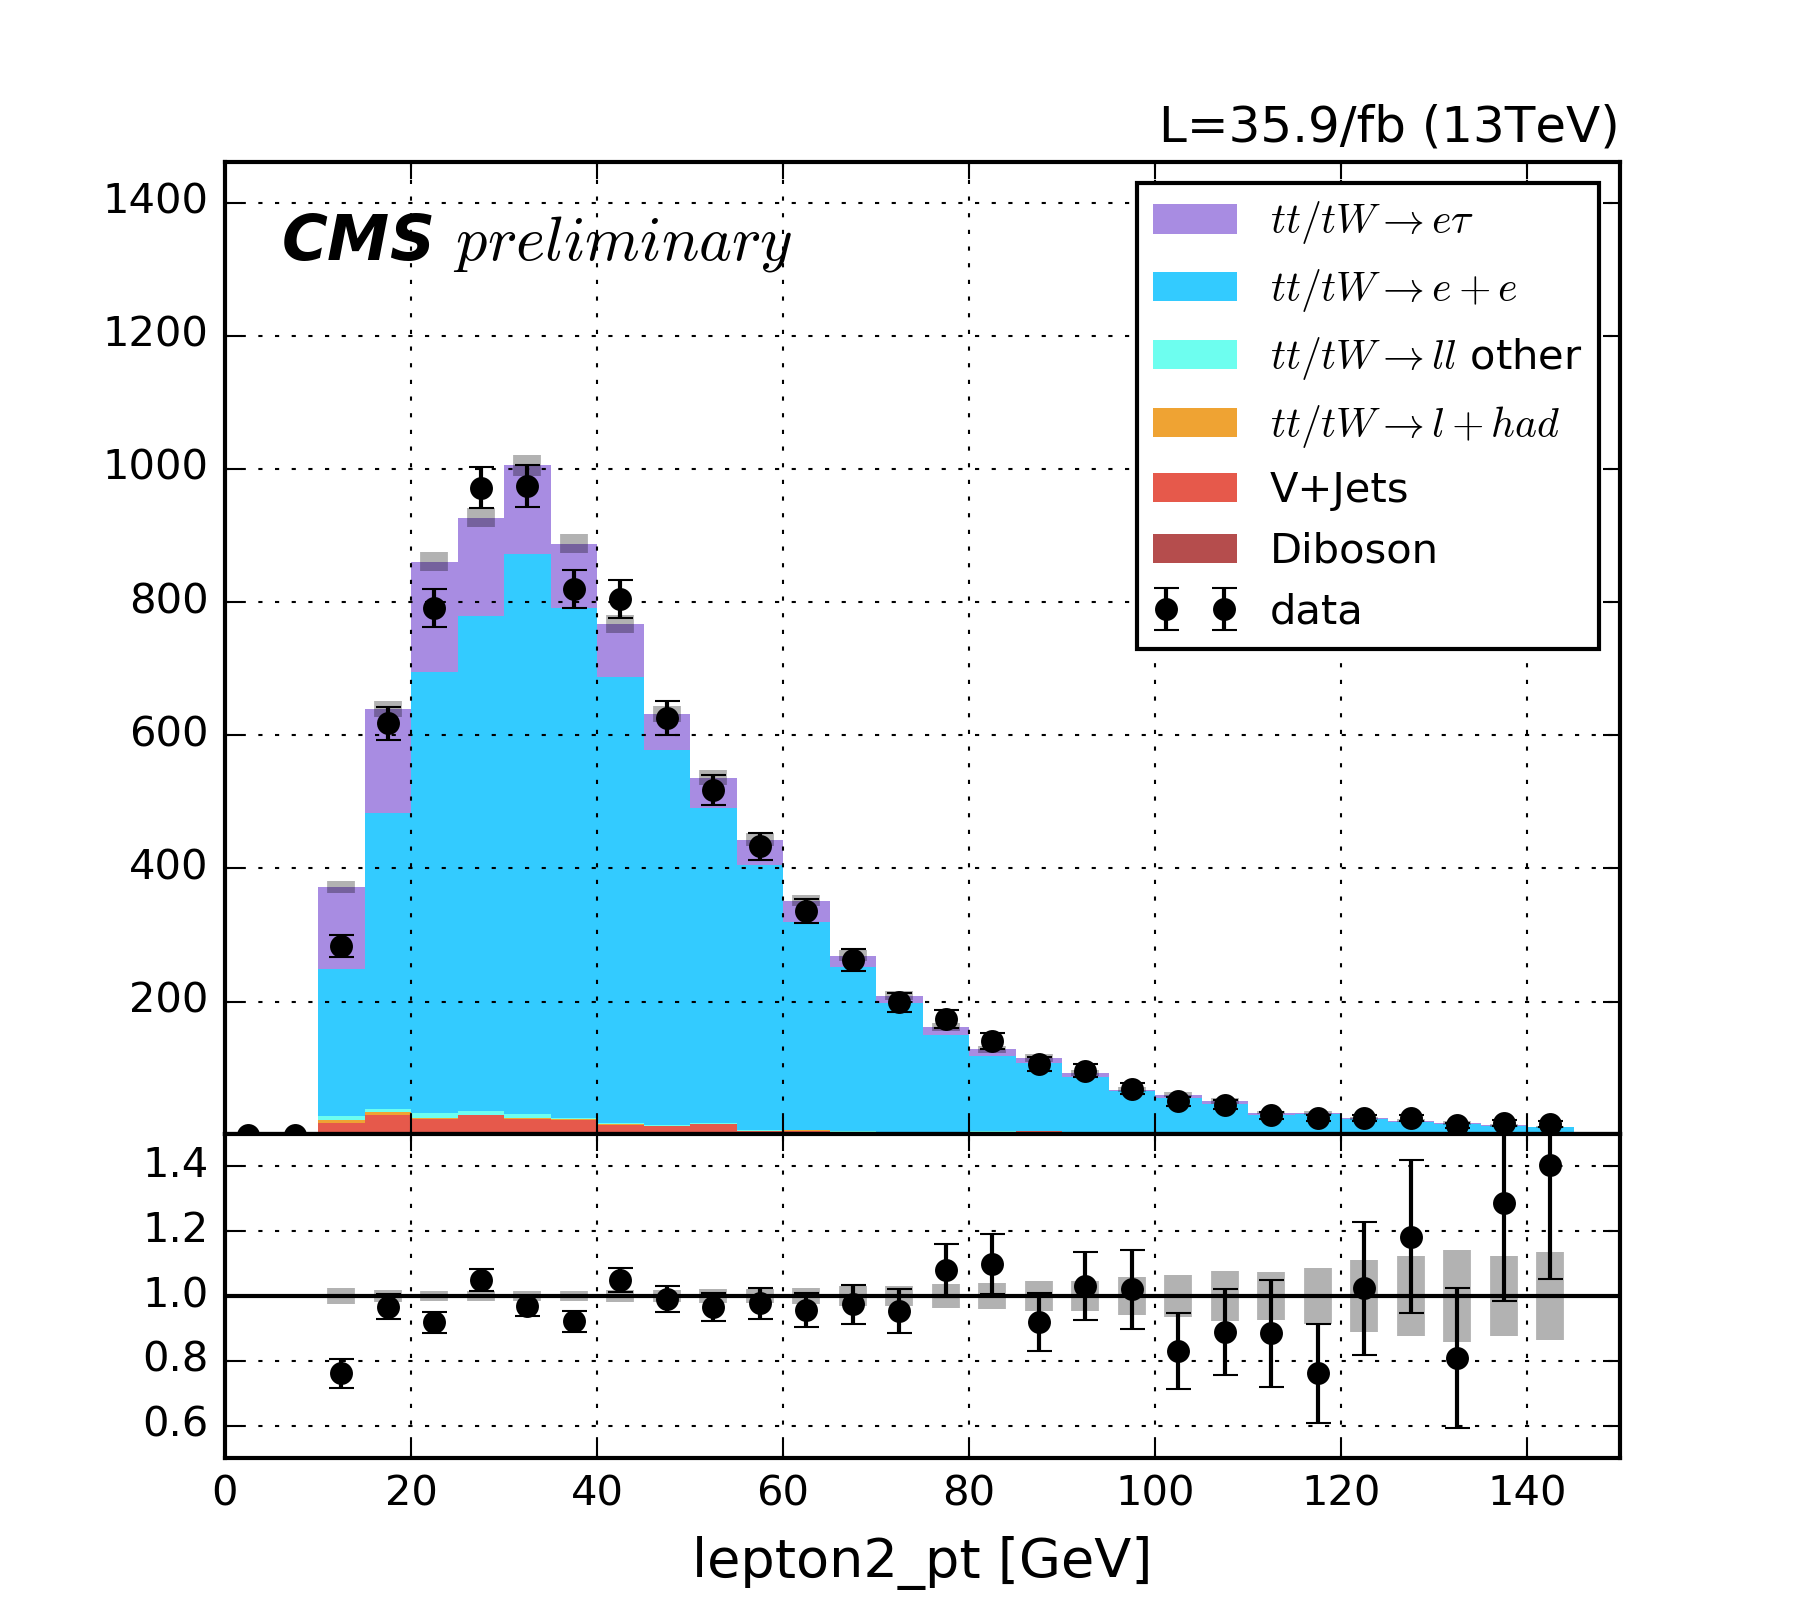 L=35.9/fb (13TeV)
CMS preliminary
1400
1200
1000
800
600
400
200
tt/tW→eτ
tt/tW→e+e
tt/tW→ll other
tt/tW→l+had
V+Jets
Diboson
data
1.4
1.2
1.0
0.8
0.6
0 20 40 60 80 100 120 140
lepton2_pt [GeV]